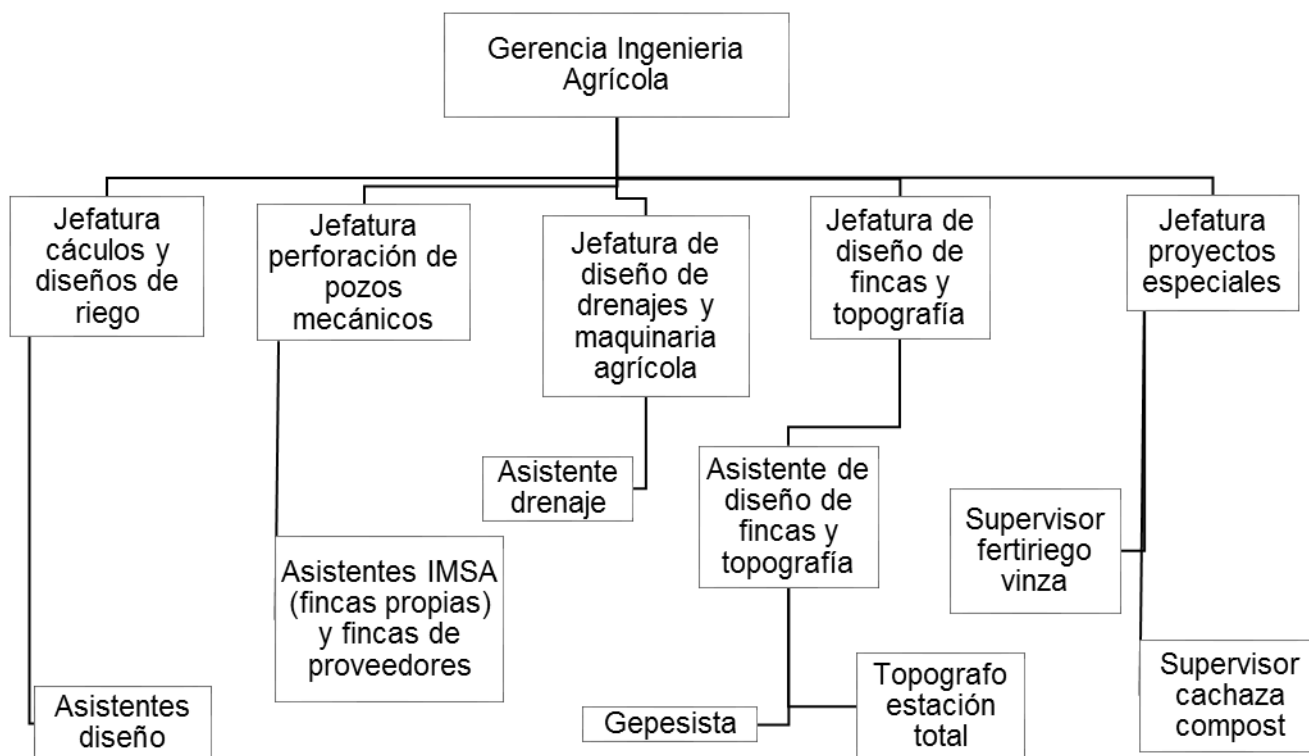 Gerencia Ingenieria
Agrícola
Jefatura
cáculos y
diseños de
riego
Jefatura
perforación de
pozos
mecánicos
Jefatura de
diseño de
drenajes y
maquinaria
agrícola
Jefatura de
diseño de
fincas y
topografía
Jefatura
proyectos
especiales
Asistente
drenaje
Asistente de
diseño de
fincas y
topografía
Supervisor
fertiriego
vinza
Asistentes IMSA
(fincas propias)
y fincas de
proveedores
Asistentes
diseño
Gepesista
Topografo
estación
total
Supervisor
cachaza
compost